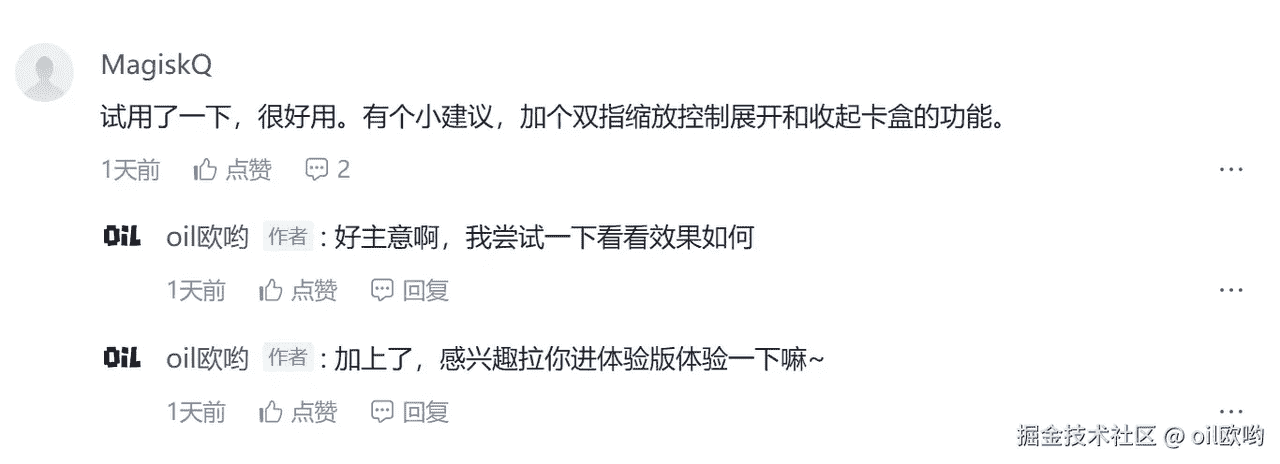 MagiskQ
试用了一下，很好用。有个小建议，加个双指缩放控制展开和收起卡盒的功能。
1天前 点赞 2 ...
OiL oil欧哟 作者 : 好主意啊，我尝试一下看看效果如何
1天前 点赞 回复 ...
OiL oil欧哟 作者 : 加上了，感兴趣拉你进体验版体验一下嘛~
1天前 点赞 回复 ...
掘金技术社区 @ oil欧哟